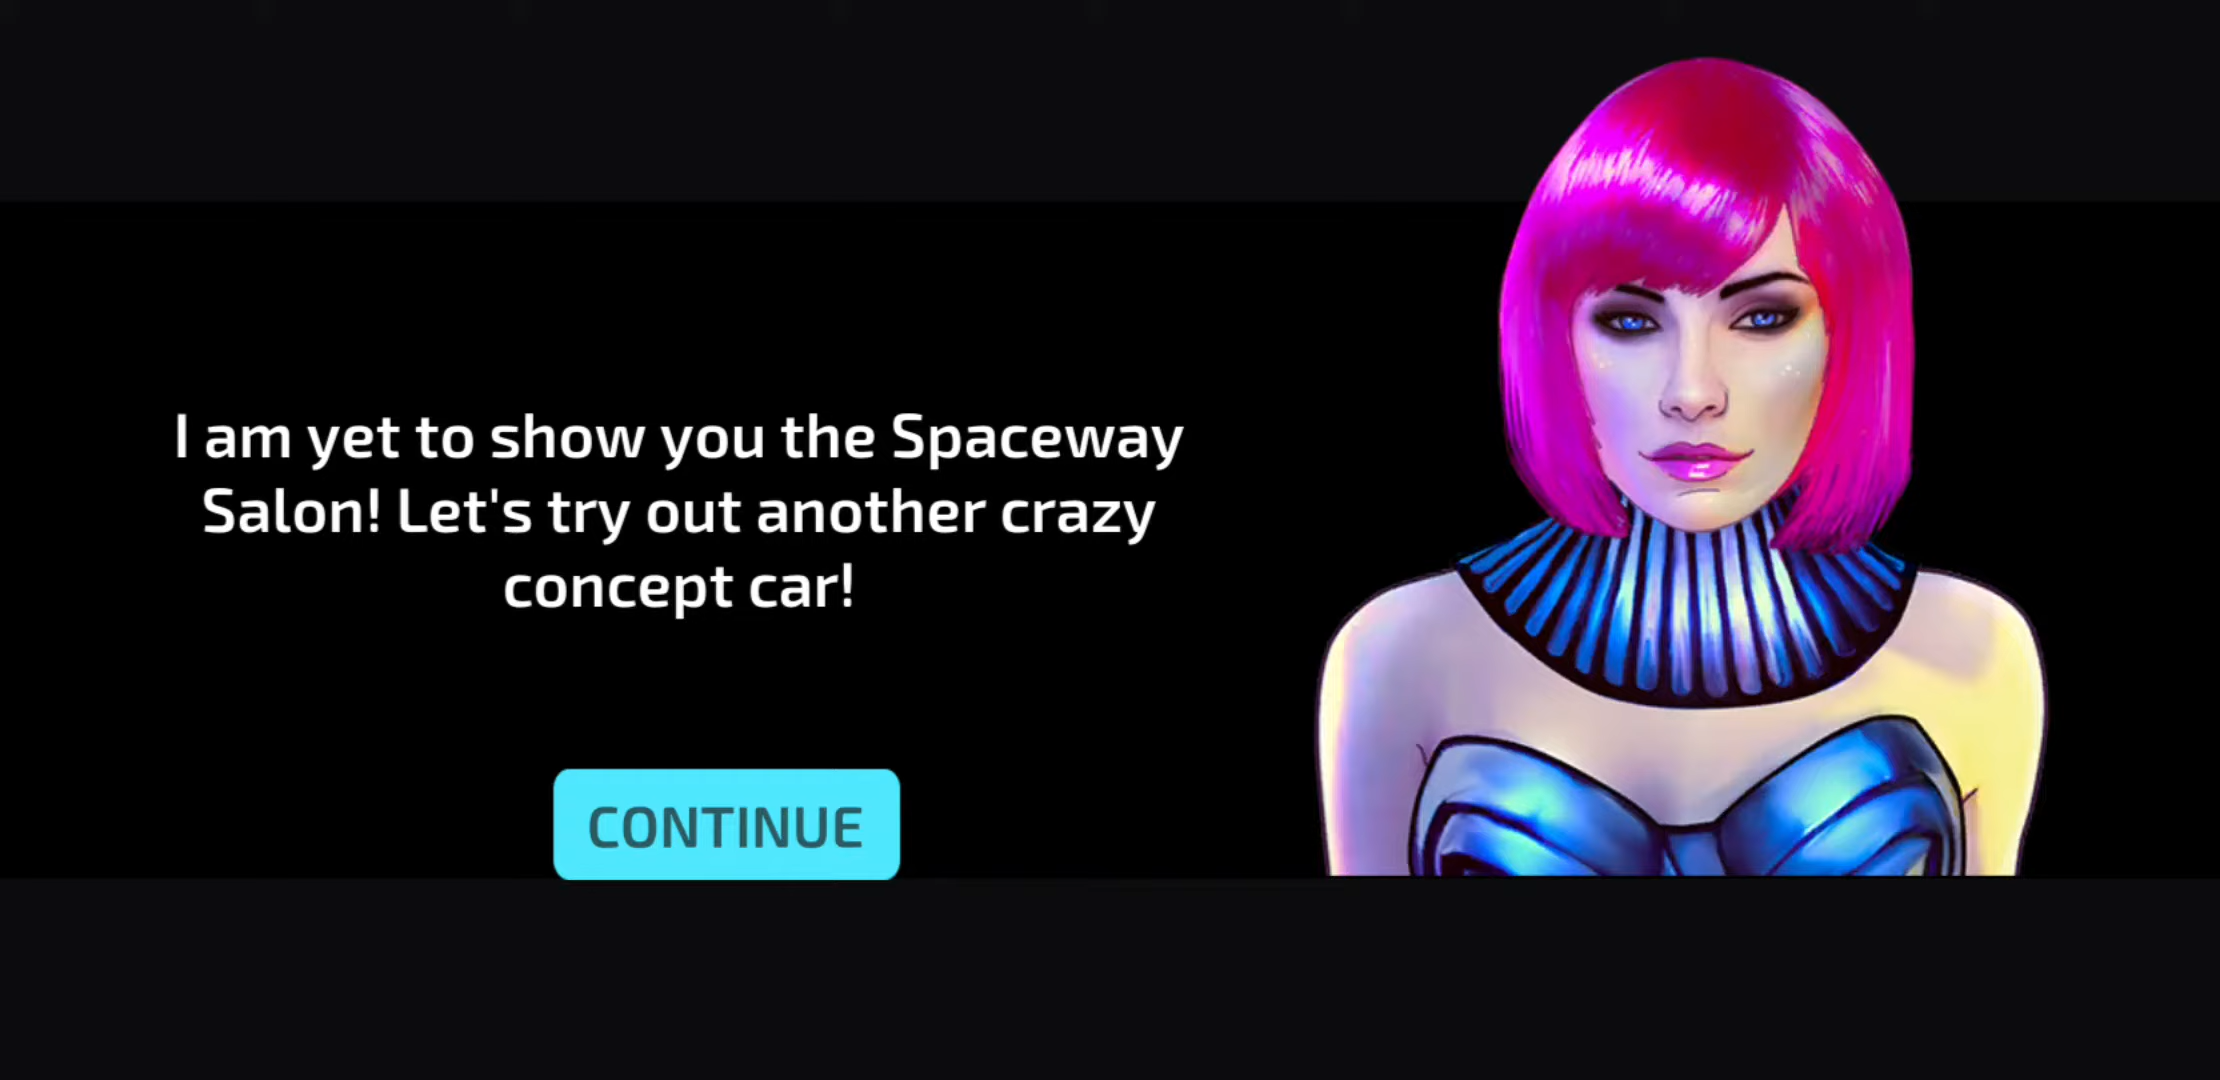 I am yet to show you the Spaceway
Salon! Let's try out another crazy
concept car!
CONTINUE